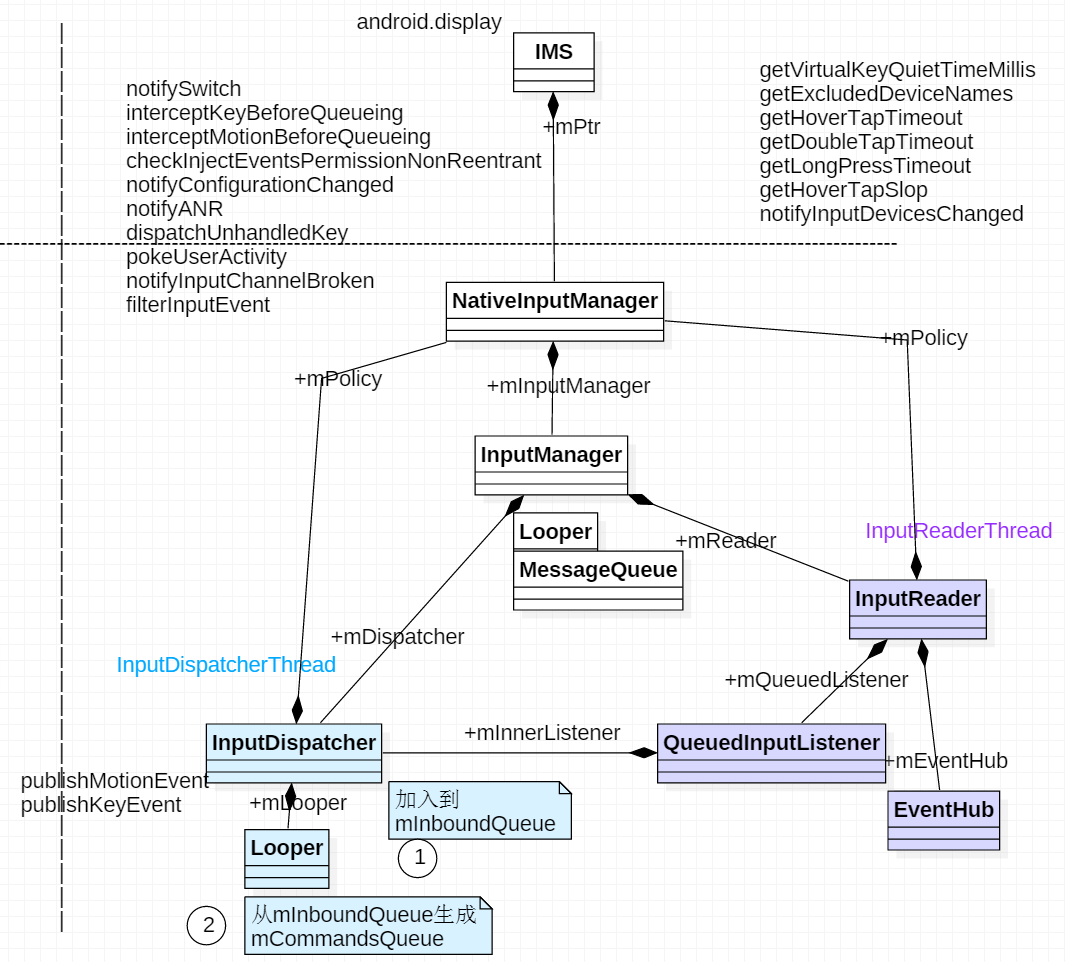 android.display
IMS
notifySwitch
interceptKeyBeforeQueueing
interceptMotionBeforeQueueing
checkInjectEventsPermissionNonReentrant
notifyConfigurationChanged
notifyANR
dispatchUnhandledKey
pokeUserActivity
notifyInputChannelBroken
filterInputEvent
+mPtr
getVirtualKeyQuietTimeMillis
getExcludedDeviceNames
getHoverTapTimeout
getDoubleTapTimeout
getLongPressTimeout
getHoverTapSlop
notifyInputDevicesChanged
NativeInputManager
+mPolicy
+mInputManager
+mPolicy
InputManager
Looper
MessageQueue
+mReader
InputReaderThread
InputReader
+mDispatcher
InputDispatcherThread
+mQueuedListener
InputDispatcher
+mInnerListener
QueuedInputListener
+mEventHub
EventHub
publishMotionEvent
publishKeyEvent
+mLooper
Looper
加入到
mInboundQueue
1
2
从mInboundQueue生成
mCommandsQueue